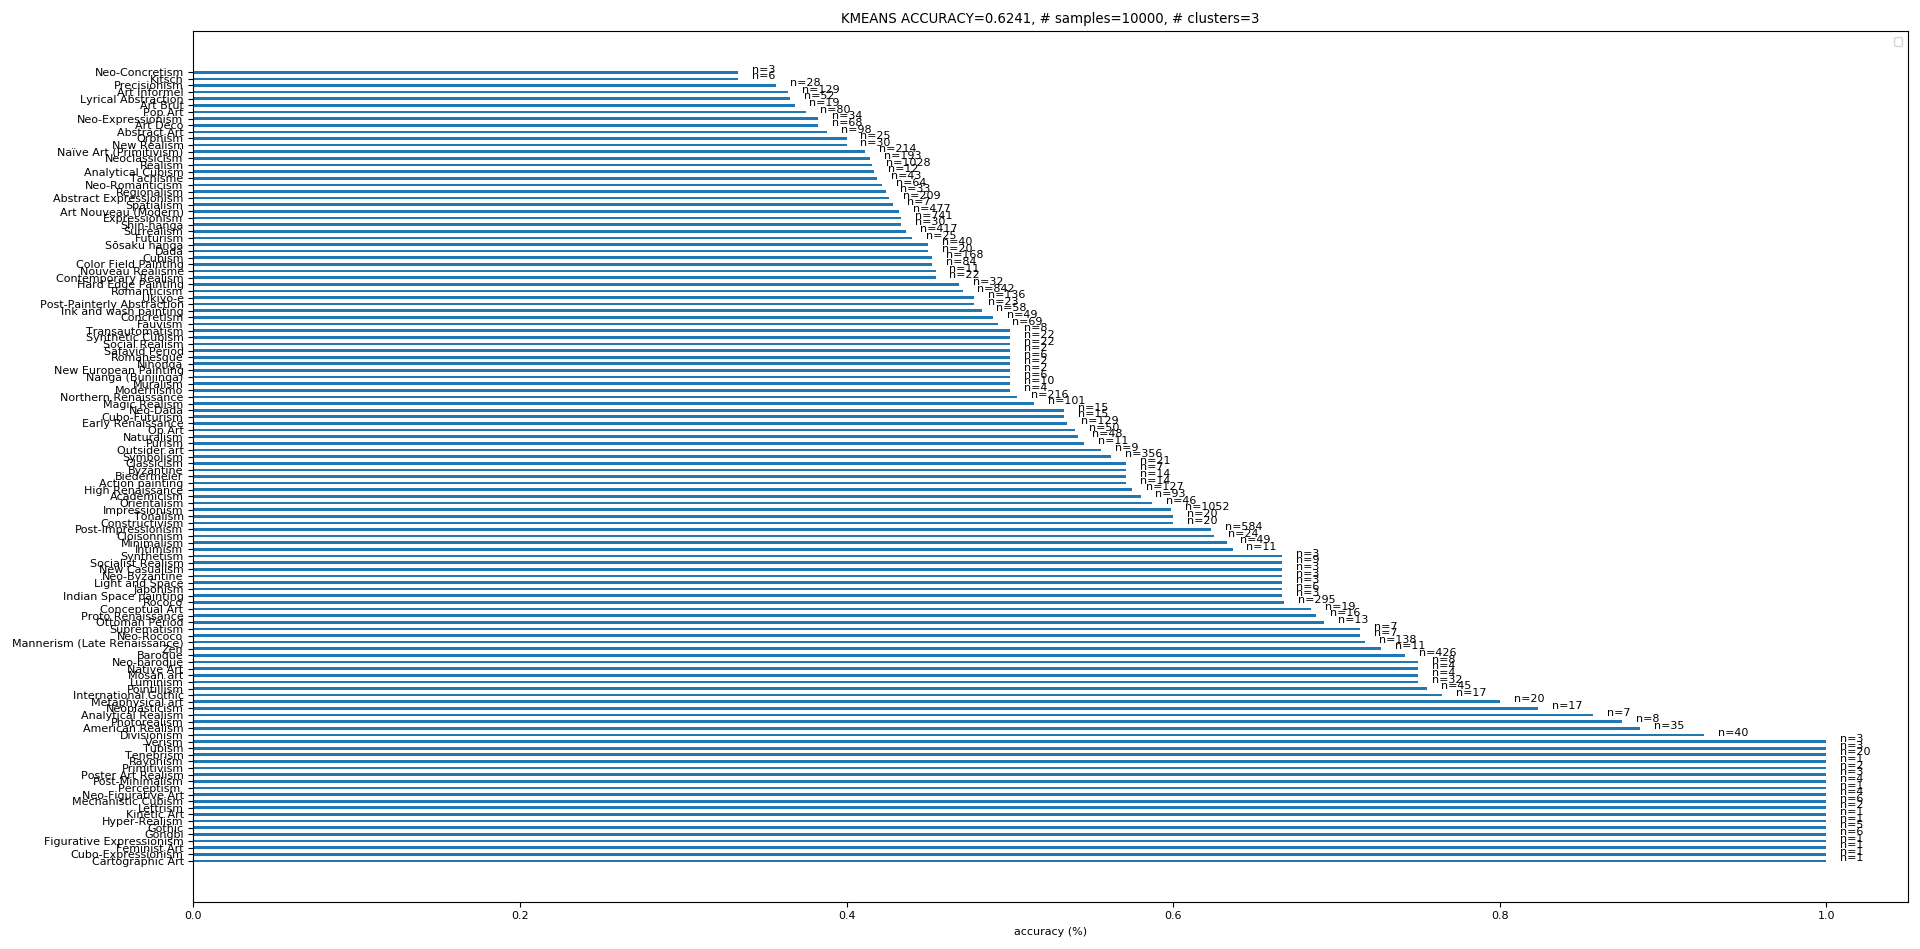 KMEANS ACCURACY=0.6241, # samples=10000, # clusters=3
Neo-Concretism n=3
Kitsch n=6
Precisionism n=28
Art Informel n=129
Lyrical Abstraction n=52
Art Brut n=19
Pop Art n=80
Neo-Expressionism n=34
Art Deco n=68
Abstract Art n=98
Orphism n=25
New Realism n=30
Naïve Art (Primitivism) n=214
Neoclassicism n=193
Realism n=1028
Analytical Cubism n=12
Tachisme n=43
Neo-Romanticism n=64
Regionalism n=33
Abstract Expressionism n=209
Spatialism n=7
Art Nouveau (Modern) n=477
Expressionism n=741
Shin-hanga n=30
Surrealism n=417
Futurism n=25
Sōsaku hanga n=40
Dada n=20
Cubism n=168
Color Field Painting n=84
Nouveau Réalisme n=11
Contemporary Realism n=22
Hard Edge Painting n=32
Romanticism n=842
Ukiyo-e n=136
Post-Painterly Abstraction n=23
Ink and wash painting n=58
Concretism n=49
Fauvism n=69
Transautomatism n=8
Synthetic Cubism n=22
Social Realism n=22
Safavid Period n=2
Romanesque n=6
Nihonga n=2
New European Painting n=2
Nanga (Bunjinga) n=6
Muralism n=10
Modernismo n=4
Northern Renaissance n=216
Magic Realism n=101
Neo-Dada n=15
Cubo-Futurism n=15
Early Renaissance n=129
Op Art n=50
Naturalism n=48
Purism n=11
Outsider art n=9
Symbolism n=356
Classicism n=21
Byzantine n=7
Biedermeier n=14
Action painting n=14
High Renaissance n=127
Academicism n=93
Orientalism n=46
Impressionism n=1052
Tonalism n=20
Constructivism n=20
Post-Impressionism n=584
Cloisonnism n=24
Minimalism n=49
Intimism n=11
Synthetism n=3
Socialist Realism n=9
New Casualism n=3
Neo-Byzantine n=3
Light and Space n=3
Japonism n=6
Indian Space painting n=3
Rococo n=295
Conceptual Art n=19
Proto Renaissance n=16
Ottoman Period n=13
Suprematism n=7
Neo-Rococo n=7
Mannerism (Late Renaissance) n=138
Zen n=11
Baroque n=426
Neo-baroque n=8
Native Art n=4
Mosan art n=4
Luminism n=32
Pointillism n=45
International Gothic n=17
Metaphysical art n=20
Neoplasticism n=17
Analytical Realism n=7
Photorealism n=8
American Realism n=35
Divisionism n=40
Verism n=3
Tubism n=3
Tenebrism n=20
Rayonism n=1
Primitivism n=2
Poster Art Realism n=3
Post-Minimalism n=4
Perceptism n=1
Neo-Figurative Art n=4
Mechanistic Cubism n=6
Lettrism n=2
Kinetic Art n=1
Hyper-Realism n=1
Gothic n=5
Gongbi n=6
Figurative Expressionism n=1
Feminist Art n=1
Cubo-Expressionism n=1
Cartographic Art n=1
0.0 0.2 0.4 0.6 0.8 1.0
accuracy (%)